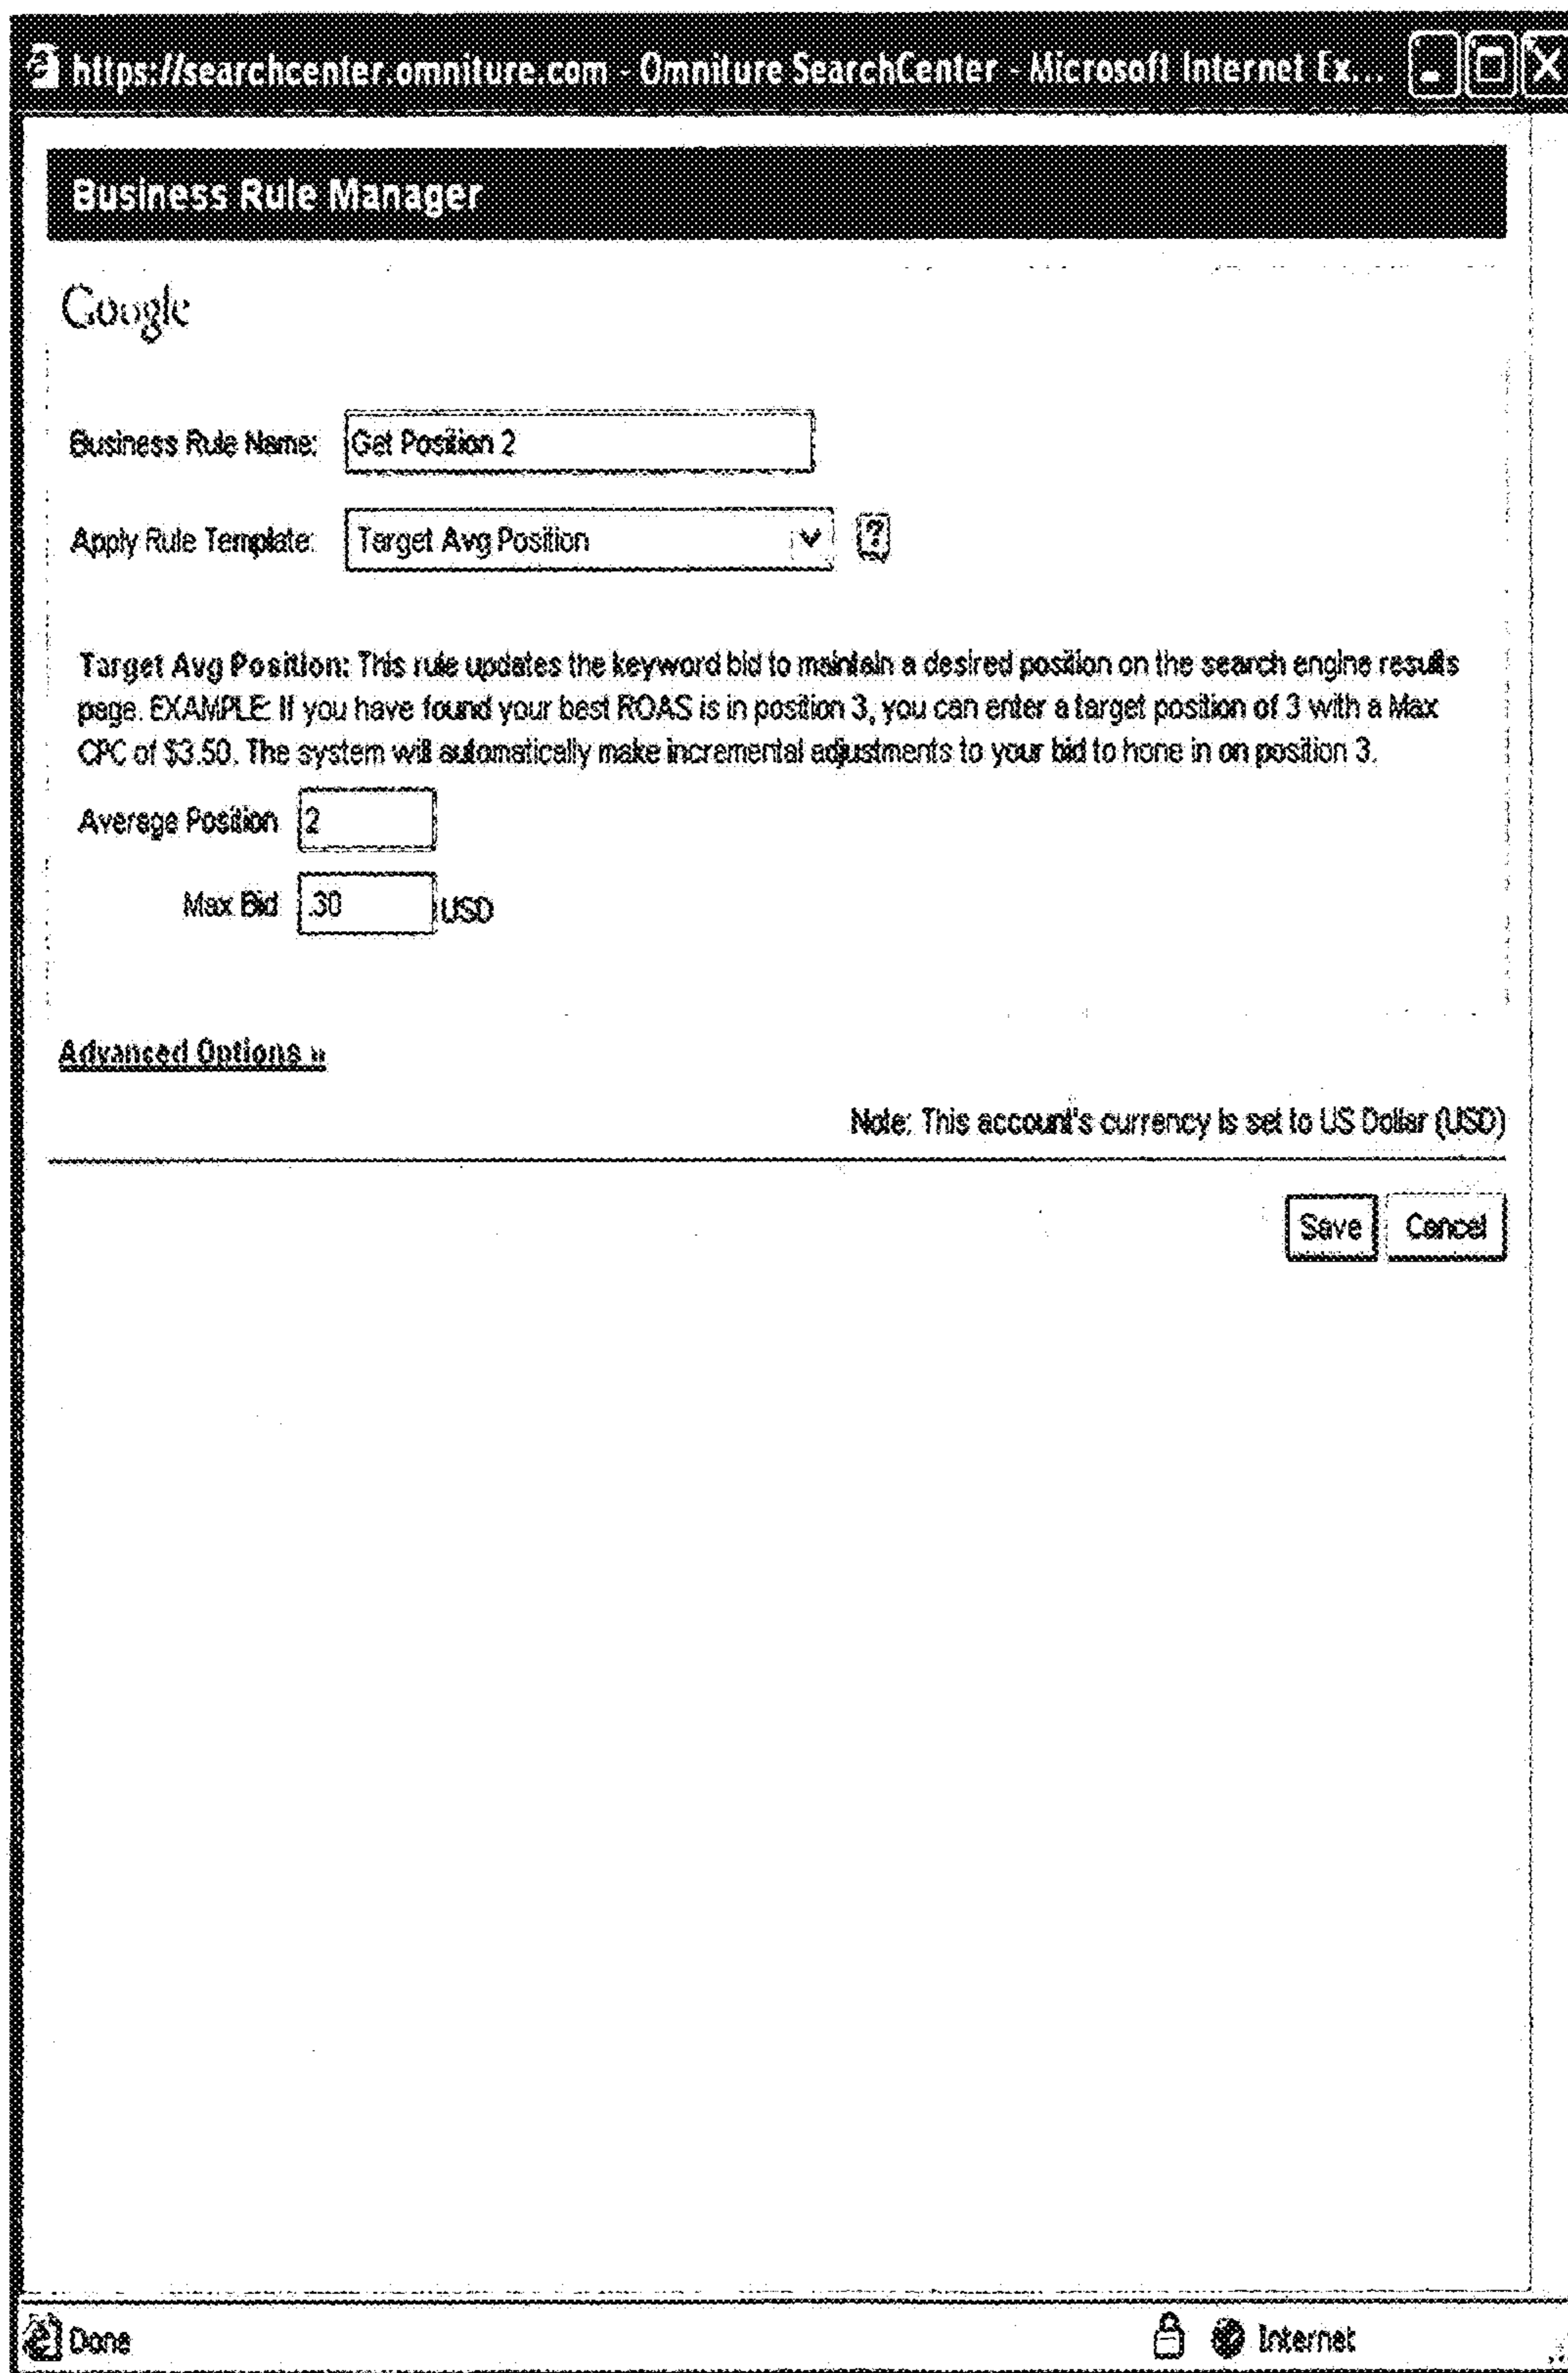 https://searchcenter.omniture.com - Omniture SearchCenter - Microsoft Internet Ex...
Business Rule Manager
Google
Business Rule Name: Get Position 2
Apply Rule Template: Target Avg Position ?
Target Avg Position: This rule updates the keyword bid to maintain a desired position on the search engine results
page. EXAMPLE: If you have found your best ROAS is in position 3, you can enter a target position of 3 with a Max
CPC of $3.50. The system will automatically make incremental adjustments to your bid to hone in on position 3.
Average Position 2
Max Bid .30 USD
Advanced Options »
Note: This account's currency is set to US Dollar (USD)
Save Cancel
Done Internet